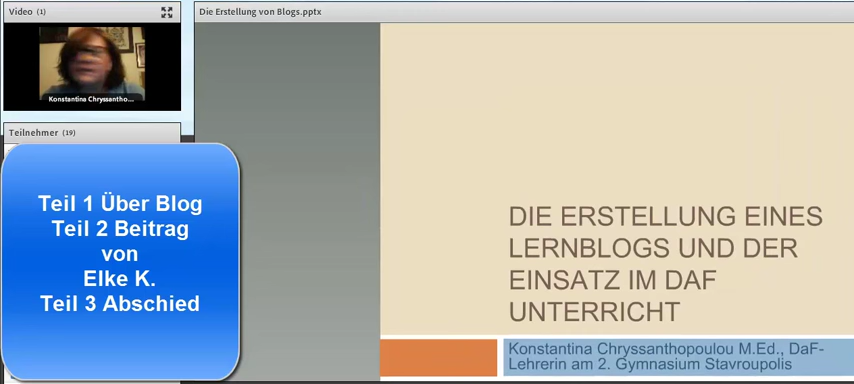 Video (1)
Die Erstellung von Blogs.pptx
Konstantina Chryssantho...
Teilnehmer (19)
Teil 1 Über Blog
Teil 2 Beitrag
von
Elke K.
Teil 3 Abschied
DIE ERSTELLUNG EINES
LERNBLOGS UND DER
EINSATZ IM DAF
UNTERRICHT
Konstantina Chryssanthopoulou M.Ed., DaF-
Lehrerin am 2. Gymnasium Stavroupolis